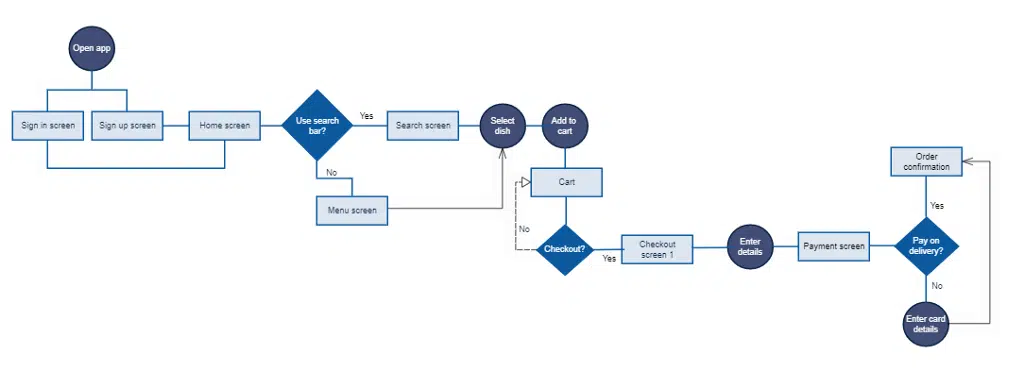 Open app
Sign in screen
Sign up screen
Home screen
Use search
bar?
Yes
Search screen
No
Menu screen
Select
dish
Add to
cart
Cart
No
Checkout?
Yes
Checkout
screen 1
Enter
details
Payment screen
Pay on
delivery?
Yes
Order
confirmation
No
Enter card
details